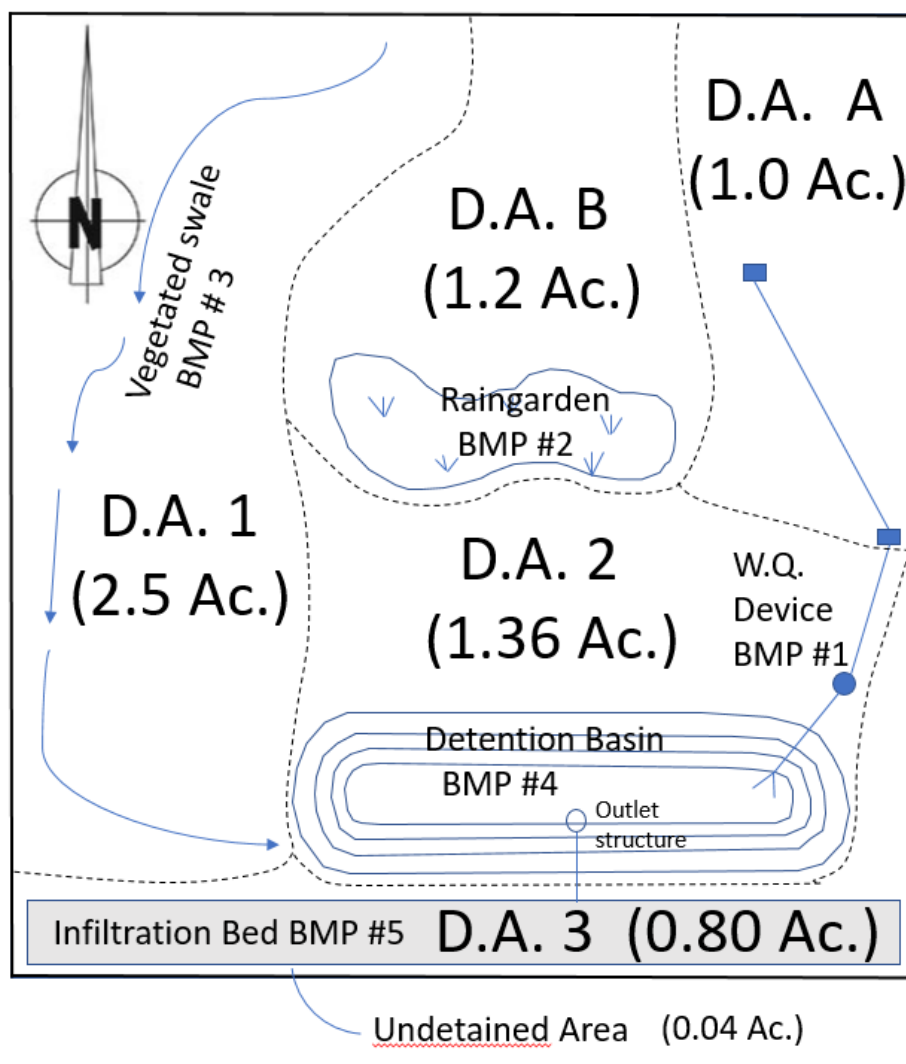 D.A. A
(1.0 Ac.)
N
D.A. B
(1.2 Ac.)
Vegetated swale
BMP # 3
Raingarden
BMP #2
D.A. 1
(2.5 Ac.)
D.A. 2
(1.36 Ac.)
W.Q.
Device
BMP #1
Detention Basin
BMP #4
Outlet
structure
Infiltration Bed BMP #5 D.A. 3 (0.80 Ac.)
Undetained Area (0.04 Ac.)